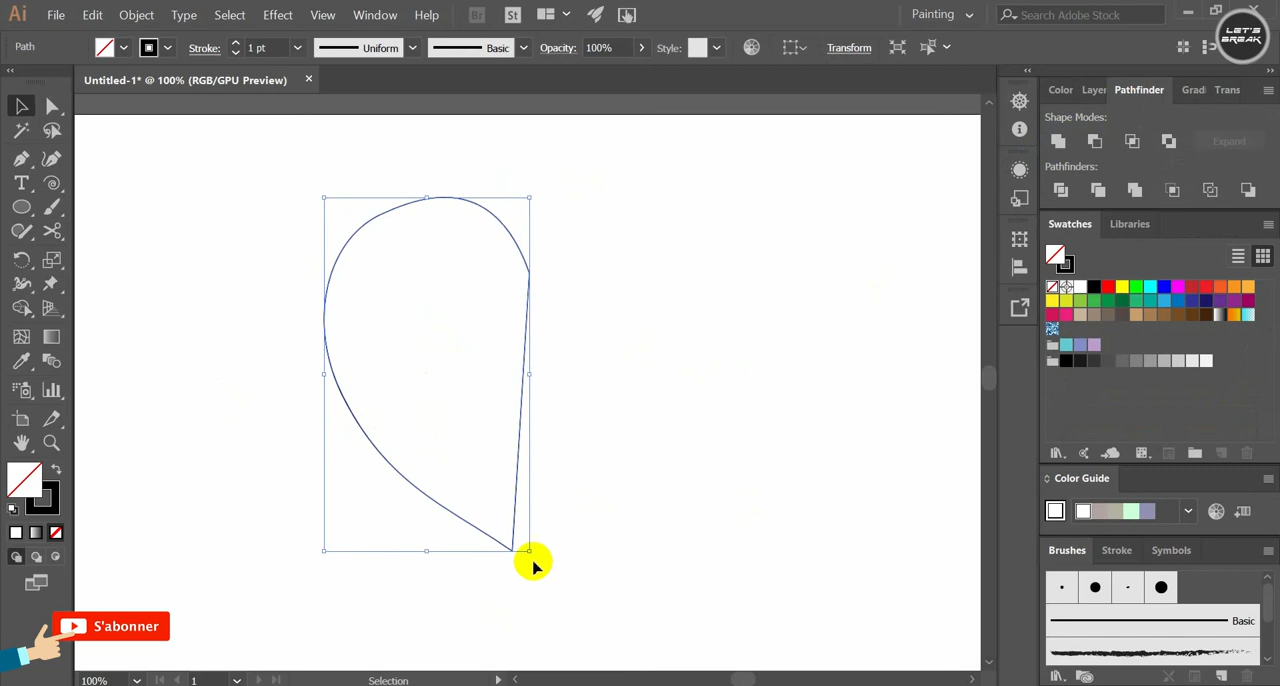 Ai File Edit Object Type Select Effect View Window Help Br St Painting Search Adobe Stock
LET'S BREAK
Path Stroke: 1 pt Uniform Basic Opacity: 100% Style: Transform
Untitled-1* @ 100% (RGB/GPU Preview)
Color Layer Pathfinder Gradi Trans
Shape Modes:
Expand
Pathfinders:
Swatches Libraries
Color Guide
Brushes Stroke Symbols
Basic
S'abonner
100% 1 Selection